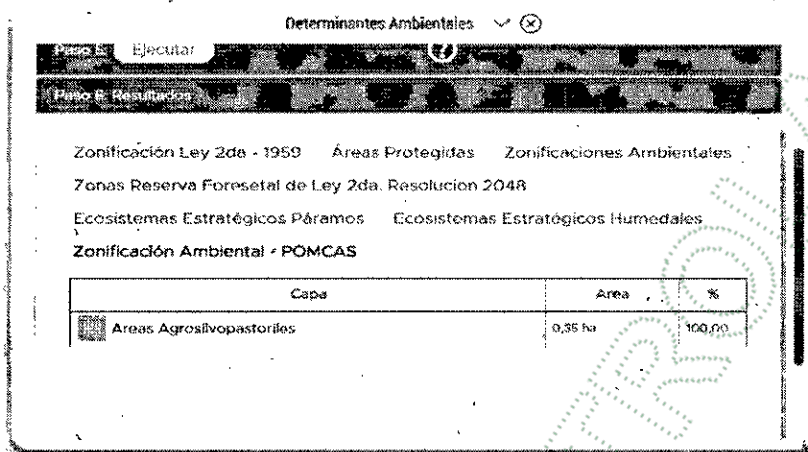 Determinantes Ambientales
Paso 5: Ejecutar
Paso 6: Resultados
Zonificación Ley 2da - 1959 Áreas Protegidas Zonificaciones Ambientales
Zonas Reserva Foresetal de Ley 2da. Resolucion 2048
Ecosistemas Estratégicos Páramos Ecosistemas Estratégicos Humedales
Zonificación Ambiental - POMCAS
Capa Area %
Areas Agrosilvopastoriles 0,35 ha 100,00